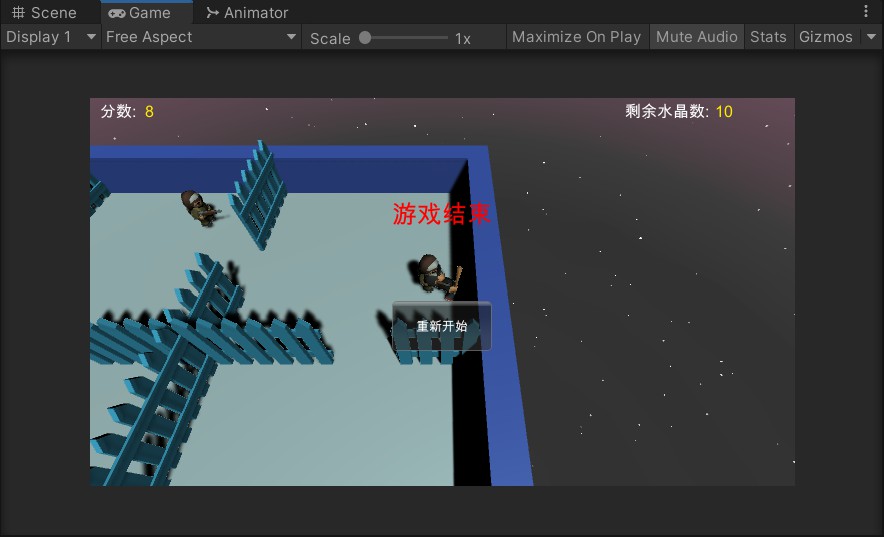 Scene Game Animator
Display 1 Free Aspect Scale 1x Maximize On Play Mute Audio Stats Gizmos
分数: 8 剩余水晶数: 10
游戏结束
重新开始